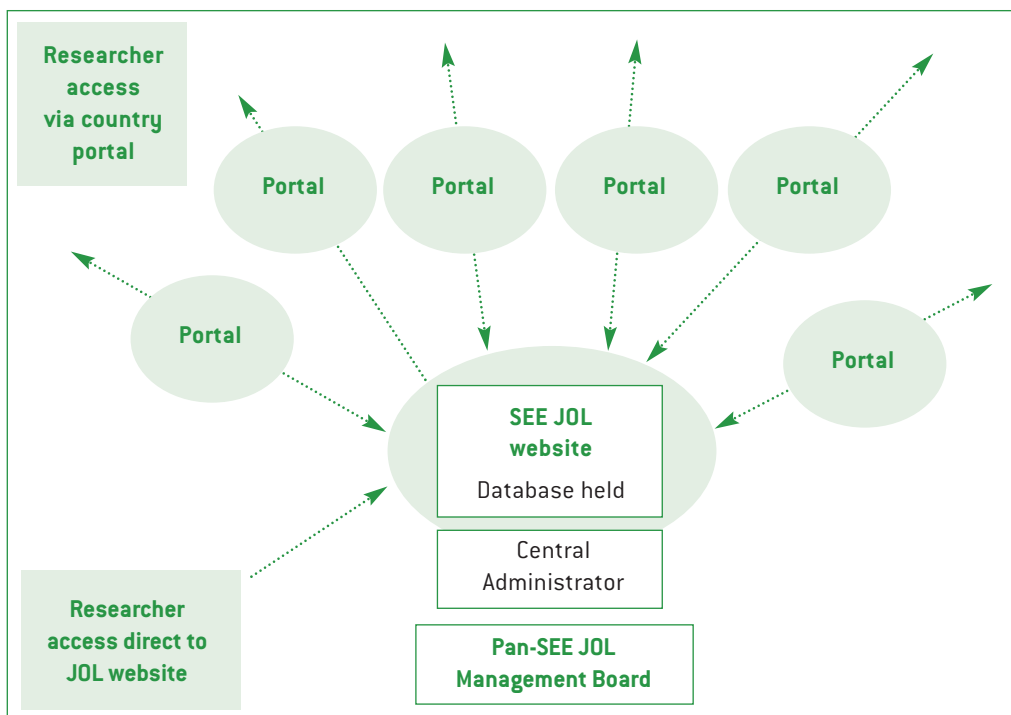 Researcher
access
via country
portal
Portal
Portal
Portal
Portal
Portal
Portal
SEE JOL
website
Database held
Central
Administrator
Researcher
access direct to
JOL website
Pan-SEE JOL
Management Board